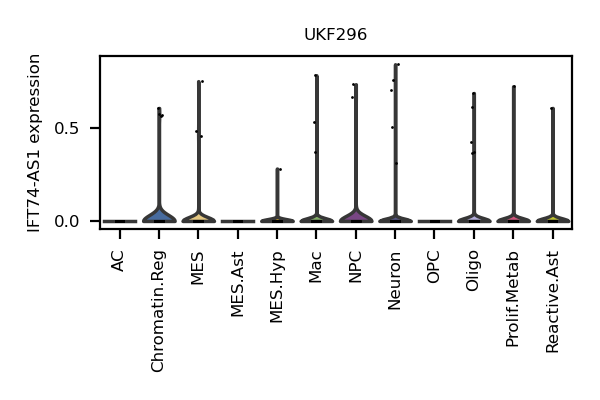 UKF296
IFT74-AS1 expression
0.5
0.0
AC
Chromatin.Reg
MES
MES.Ast
MES.Hyp
Mac
NPC
Neuron
OPC
Oligo
Prolif.Metab
Reactive.Ast